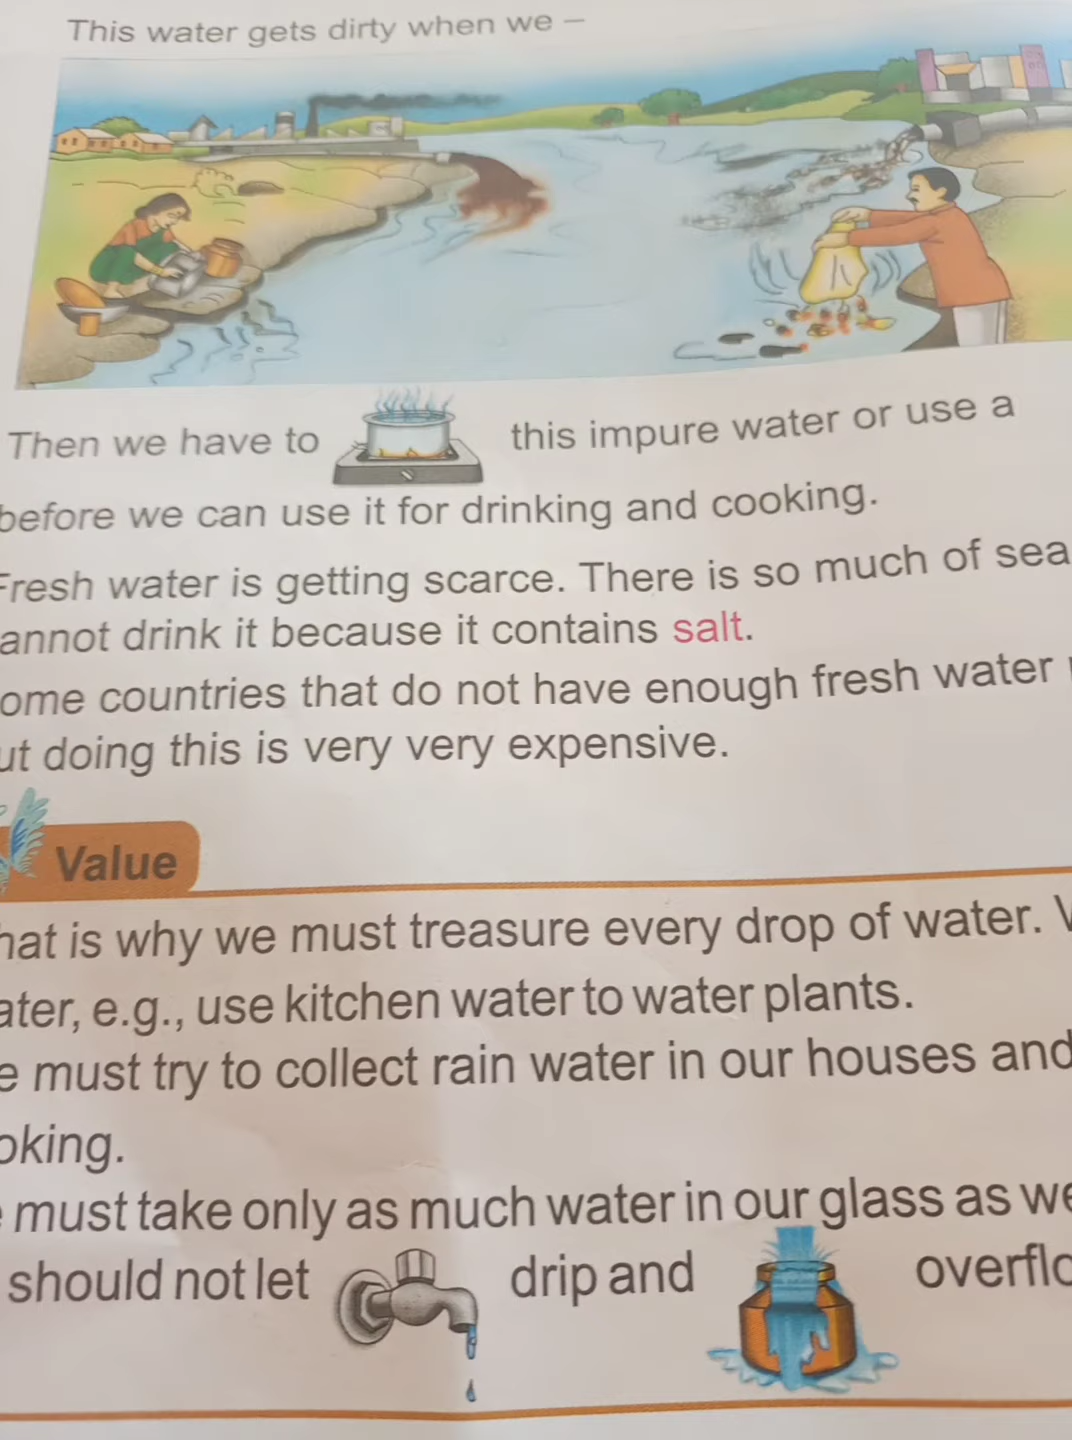 This water gets dirty when we –
Then we have to this impure water or use a
before we can use it for drinking and cooking.
Fresh water is getting scarce. There is so much of sea
annot drink it because it contains salt.
ome countries that do not have enough fresh water
ut doing this is very very expensive.
Value
hat is why we must treasure every drop of water.
ater, e.g., use kitchen water to water plants.
e must try to collect rain water in our houses and
oking.
must take only as much water in our glass as we
should not let drip and overflo